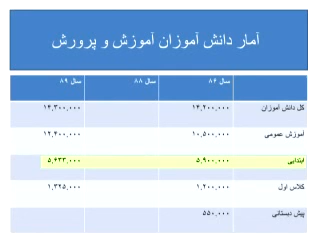 آمار دانش آموزان آموزش و پرورش
سال ۸۶ سال ۸۸ سال ۸۹
کل دانش آموزان ۱۴,۲۰۰,۰۰۰ ۱۴,۳۰۰,۰۰۰
آموزش عمومی ۱۰,۵۰۰,۰۰۰ ۱۲,۴۰۰,۰۰۰
ابتدایی ۵,۹۰۰,۰۰۰ ۵,۶۳۳,۰۰۰
کلاس اول ۱,۲۰۰,۰۰۰ ۱,۳۲۵,۰۰۰
پیش دبستانی ۵۵۰,۰۰۰